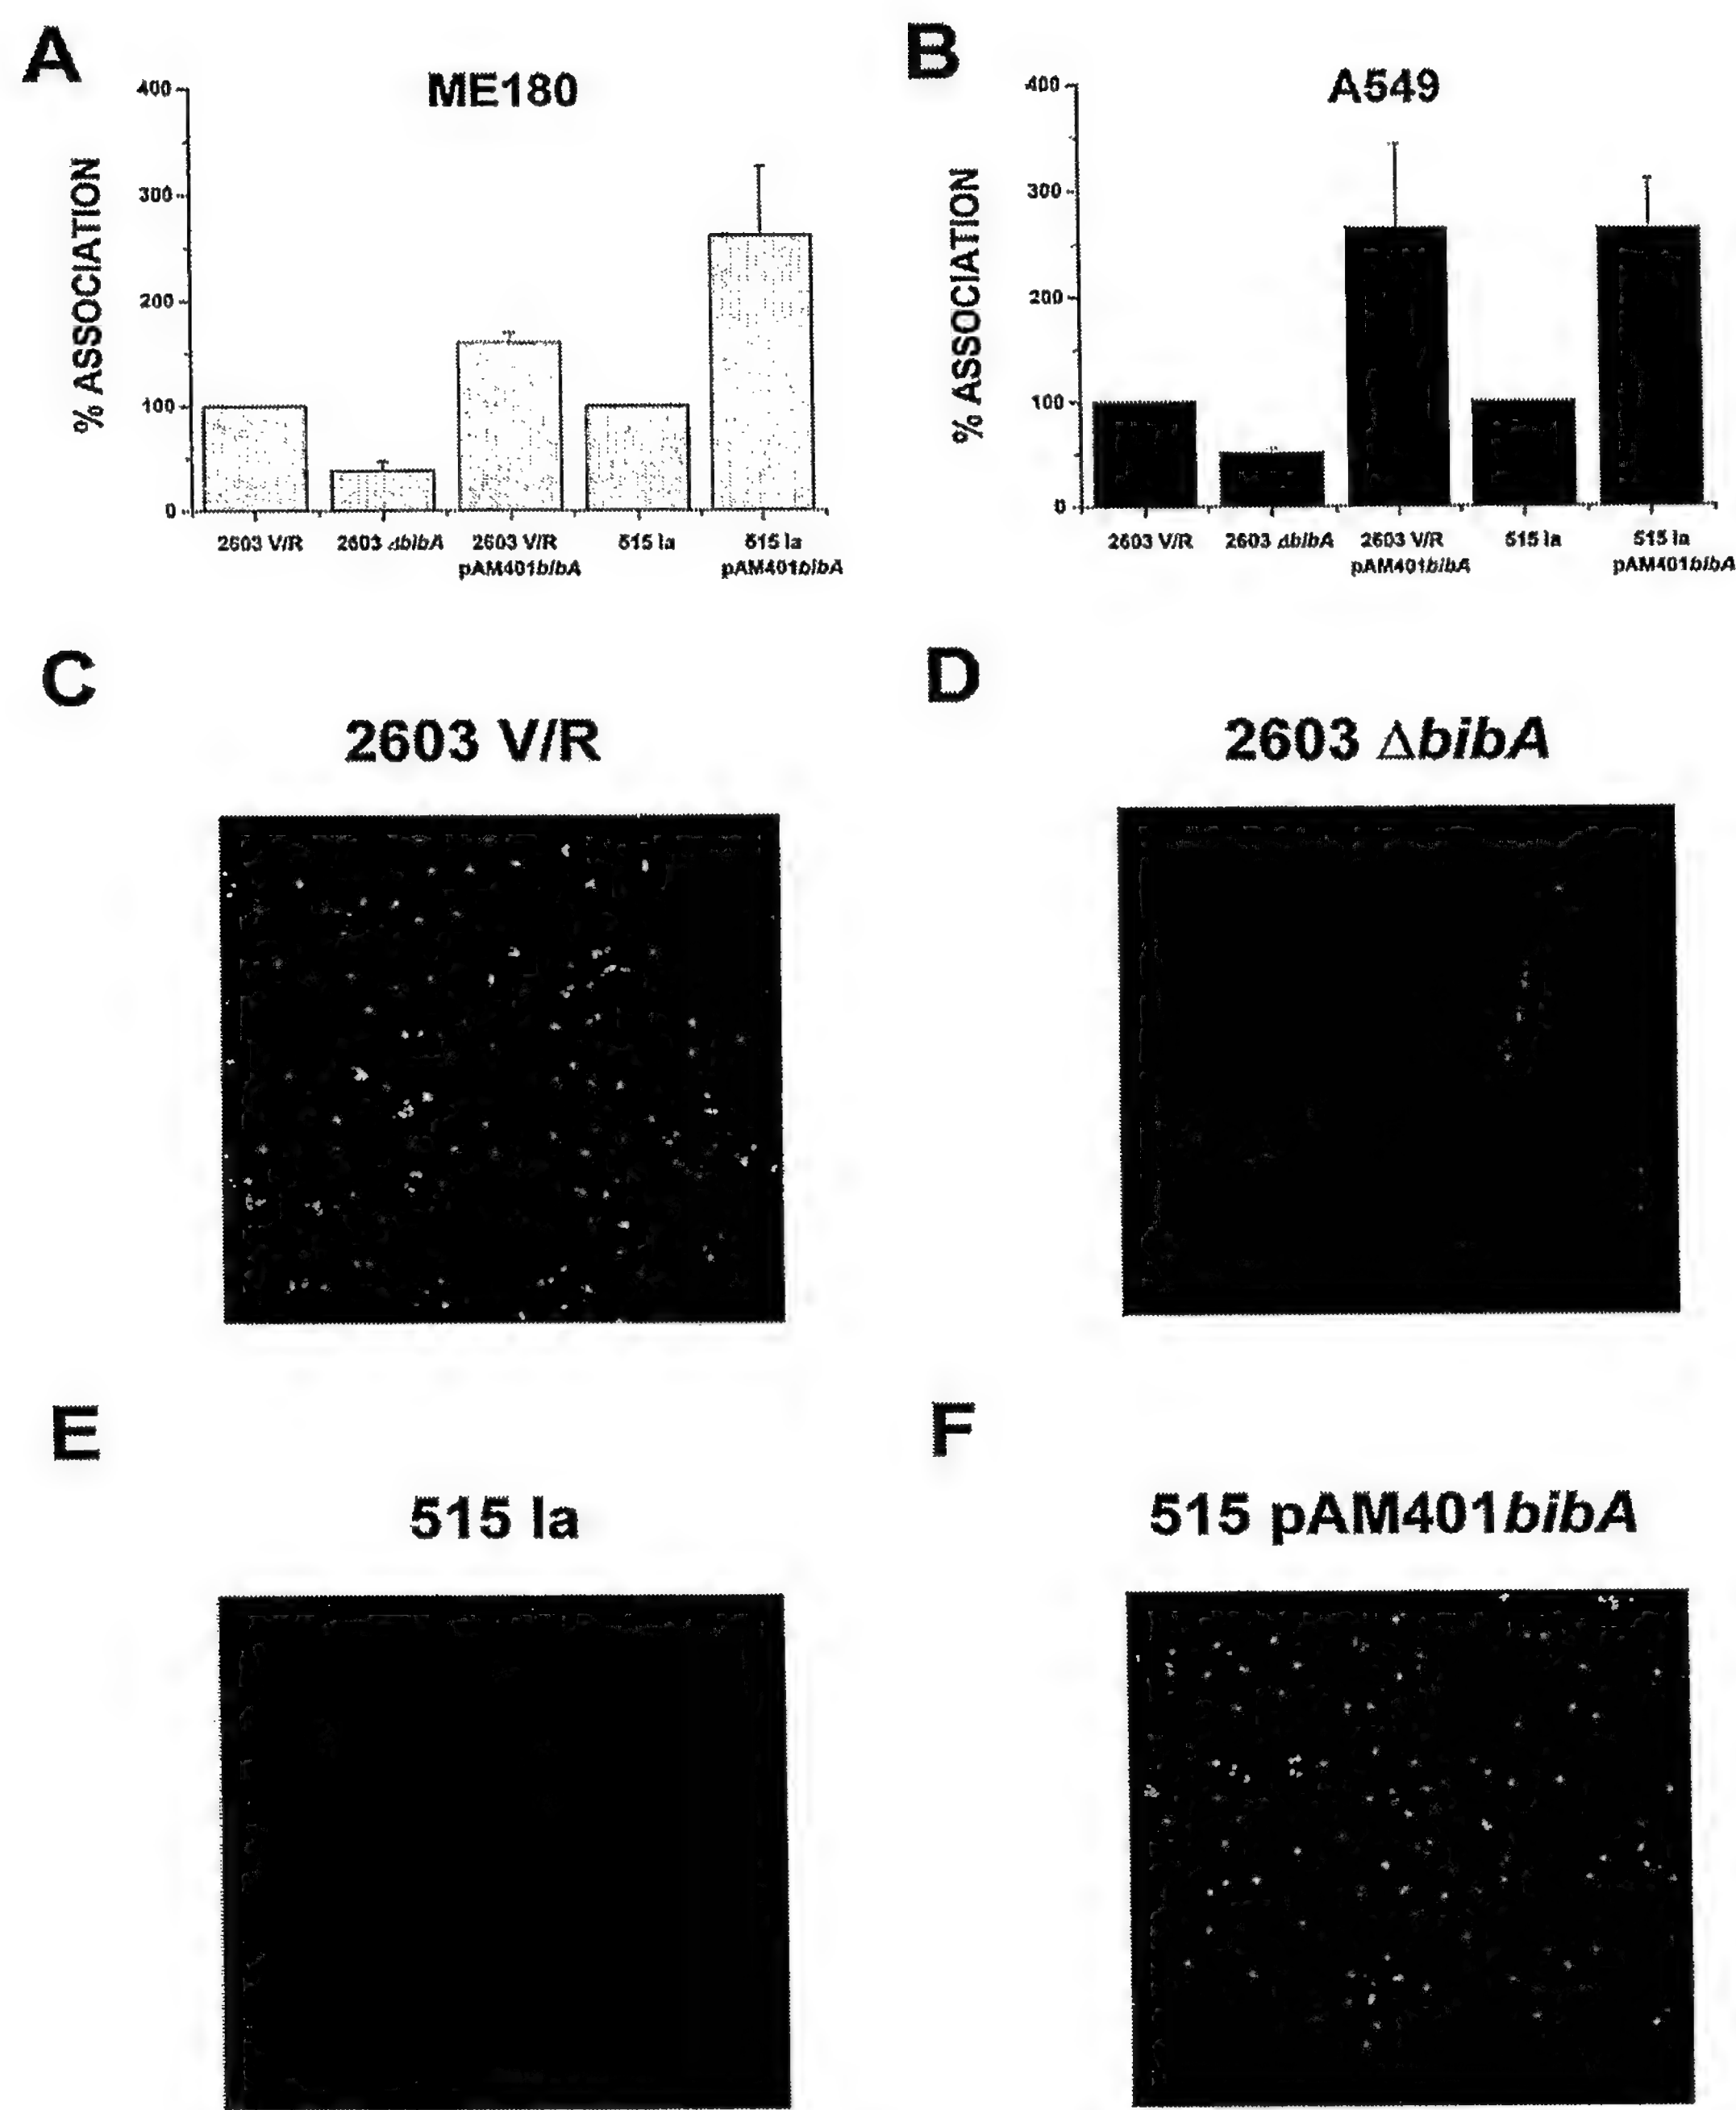 A
ME180
400
300
200
100
0
% ASSOCIATION
2603 V/R
2603 ΔbibA
2603 V/R
pAM401bibA
515 Ia
515 Ia
pAM401bibA
B
A549
400
300
200
100
0
% ASSOCIATION
2603 V/R
2603 ΔbibA
2603 V/R
pAM401bibA
515 Ia
515 Ia
pAM401bibA
C
2603 V/R
D
2603 ΔbibA
E
515 Ia
F
515 pAM401bibA